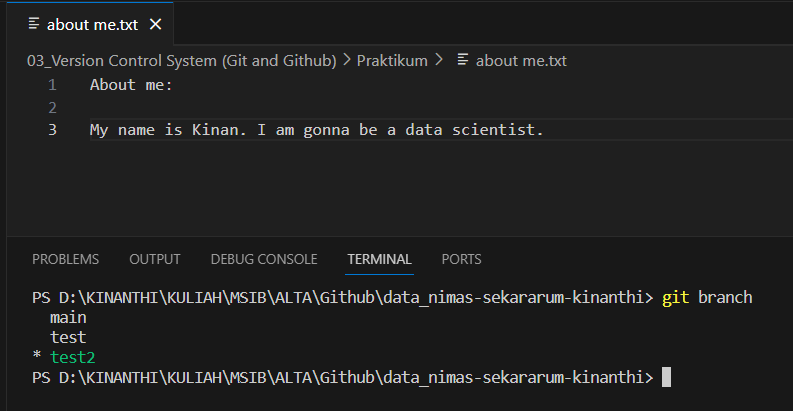 about me.txt
03_Version Control System (Git and Github) > Praktikum > about me.txt
1 About me:
2
3 My name is Kinan. I am gonna be a data scientist.
PROBLEMS OUTPUT DEBUG CONSOLE TERMINAL PORTS
PS D:\KINANTHI\KULIAH\MSIB\ALTA\Github\data_nimas-sekararum-kinanthi> git branch
main
test
* test2
PS D:\KINANTHI\KULIAH\MSIB\ALTA\Github\data_nimas-sekararum-kinanthi>